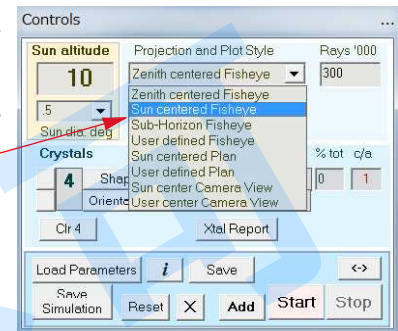 Controls ...
Sun altitude Projection and Plot Style Rays '000
10 Zenith centered Fisheye 300
Zenith centered Fisheye
.5 Sun centered Fisheye
Sub-Horizon Fisheye
Sun dia. deg User defined Fisheye
Crystals Sun centered Plan % tot c/a
4 User defined Plan 0 1
Sun center Camera View
User center Camera View
Clr 4 Xtal Report
Load Parameters i Save <->
Save
Simulation Reset X Add Start Stop